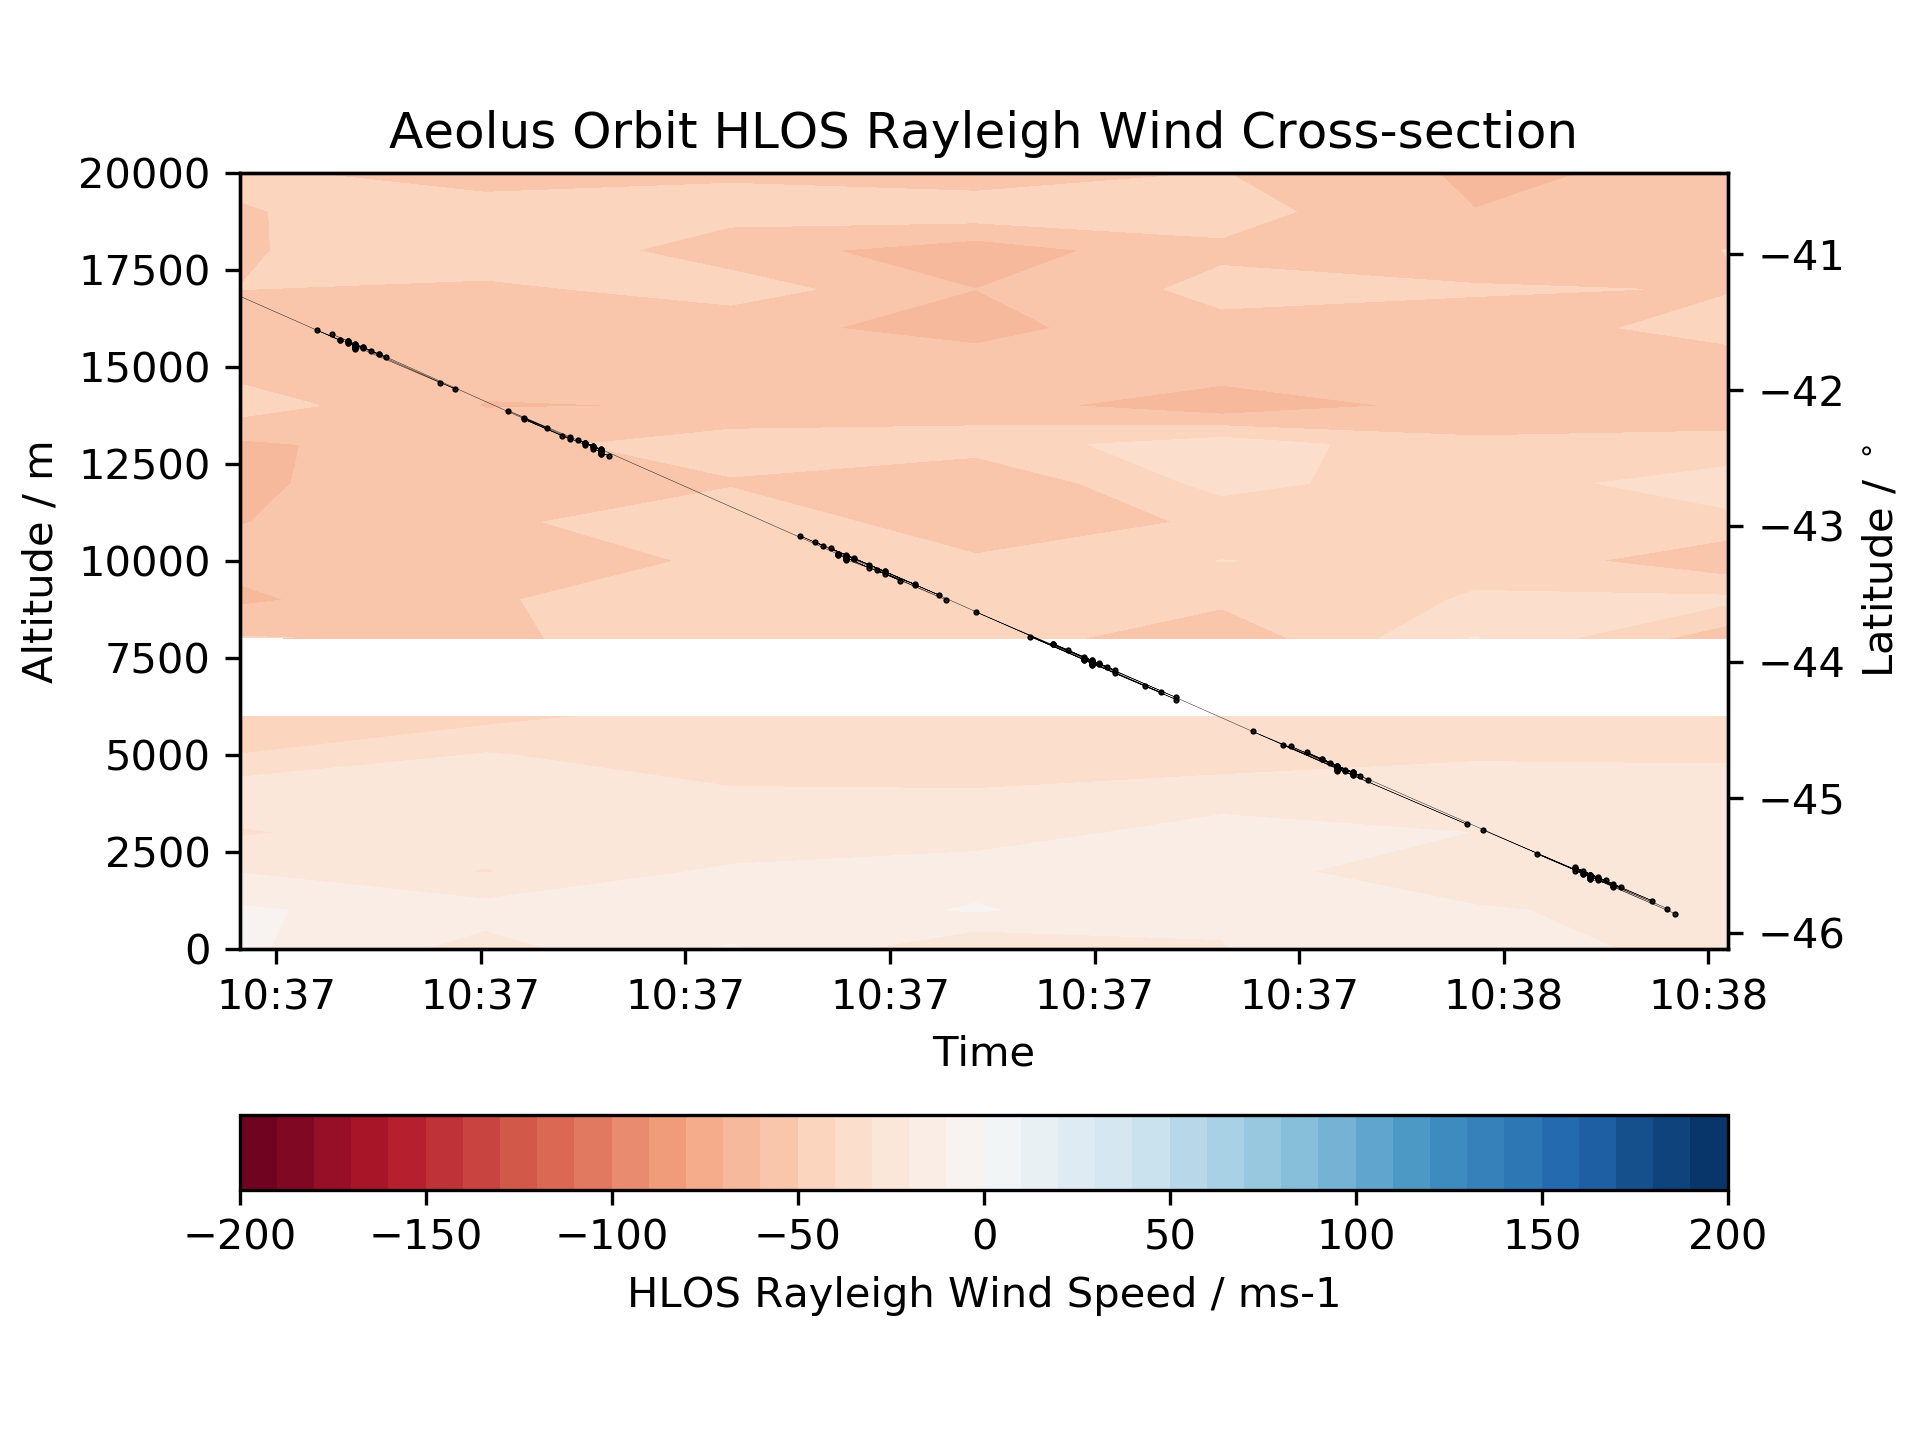 Aeolus Orbit HLOS Rayleigh Wind Cross-section
20000
17500
15000
12500
10000
7500
5000
2500
0
Altitude / m
−41
−42
−43
−44
−45
−46
Latitude / °
10:37 10:37 10:37 10:37 10:37 10:37 10:38 10:38
Time
−200 −150 −100 −50 0 50 100 150 200
HLOS Rayleigh Wind Speed / ms-1